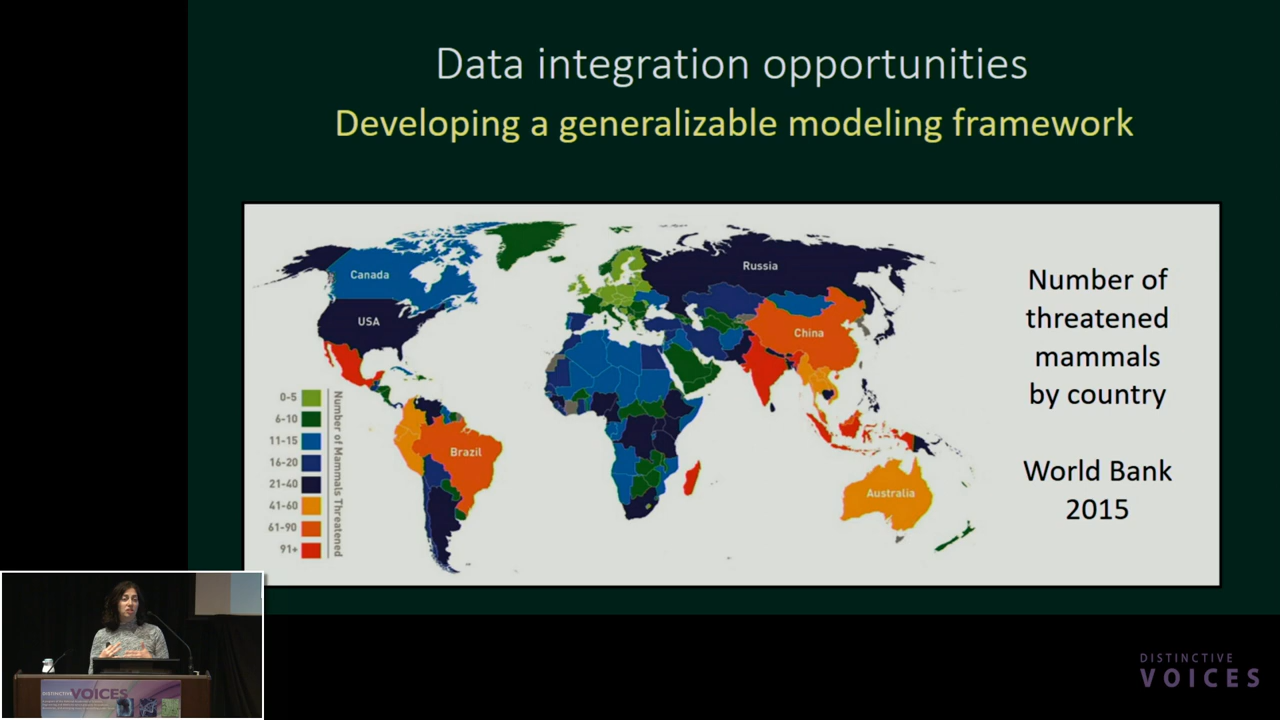 Data integration opportunities
Developing a generalizable modeling framework
Canada
USA
Russia
China
Brazil
Australia
0-5
6-10
11-15
16-20
21-40
41-60
61-90
91+
Number of Mammals Threatened
Number of
threatened
mammals
by country
World Bank
2015
DISTINCTIVE VOICES
DISTINCTIVE
VOICES